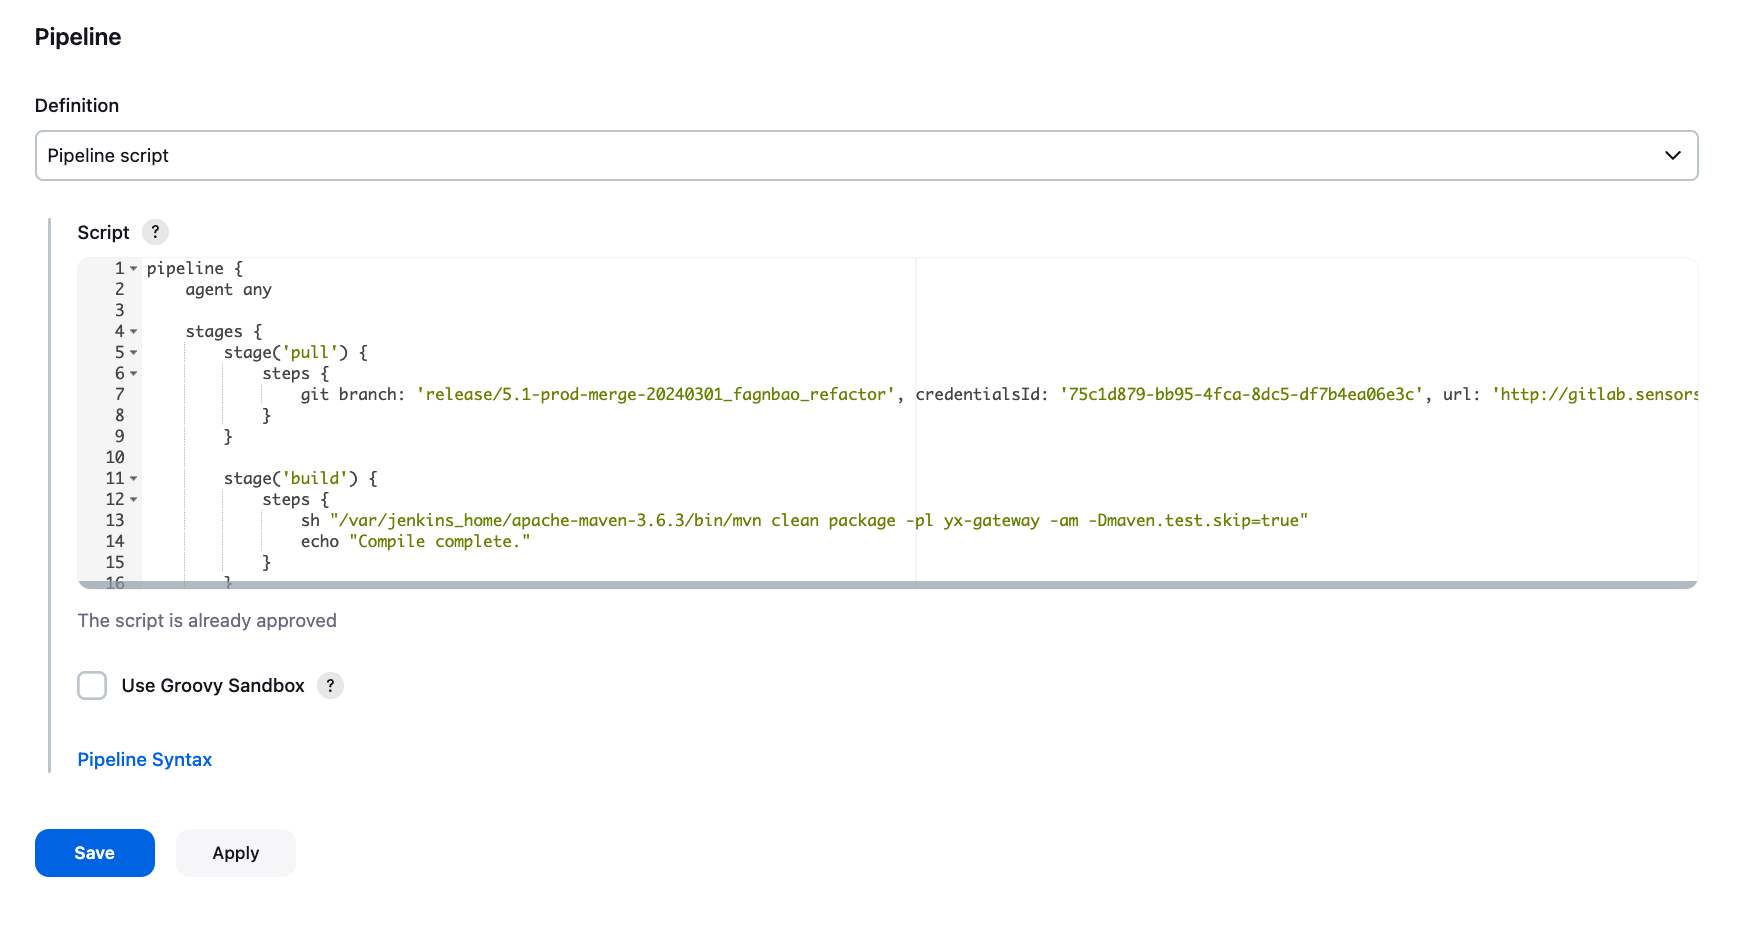 Pipeline
Definition
Pipeline script
Script ?
1 pipeline {
2     agent any
3
4     stages {
5         stage('pull') {
6             steps {
7                 git branch: 'release/5.1-prod-merge-20240301_fagnbao_refactor', credentialsId: '75c1d879-bb95-4fca-8dc5-df7b4ea06e3c', url: 'http://gitlab.sensors
8             }
9         }
10
11         stage('build') {
12             steps {
13                 sh "/var/jenkins_home/apache-maven-3.6.3/bin/mvn clean package -pl yx-gateway -am -Dmaven.test.skip=true"
14                 echo "Compile complete."
15             }
16         }
The script is already approved
Use Groovy Sandbox ?
Pipeline Syntax
Save Apply